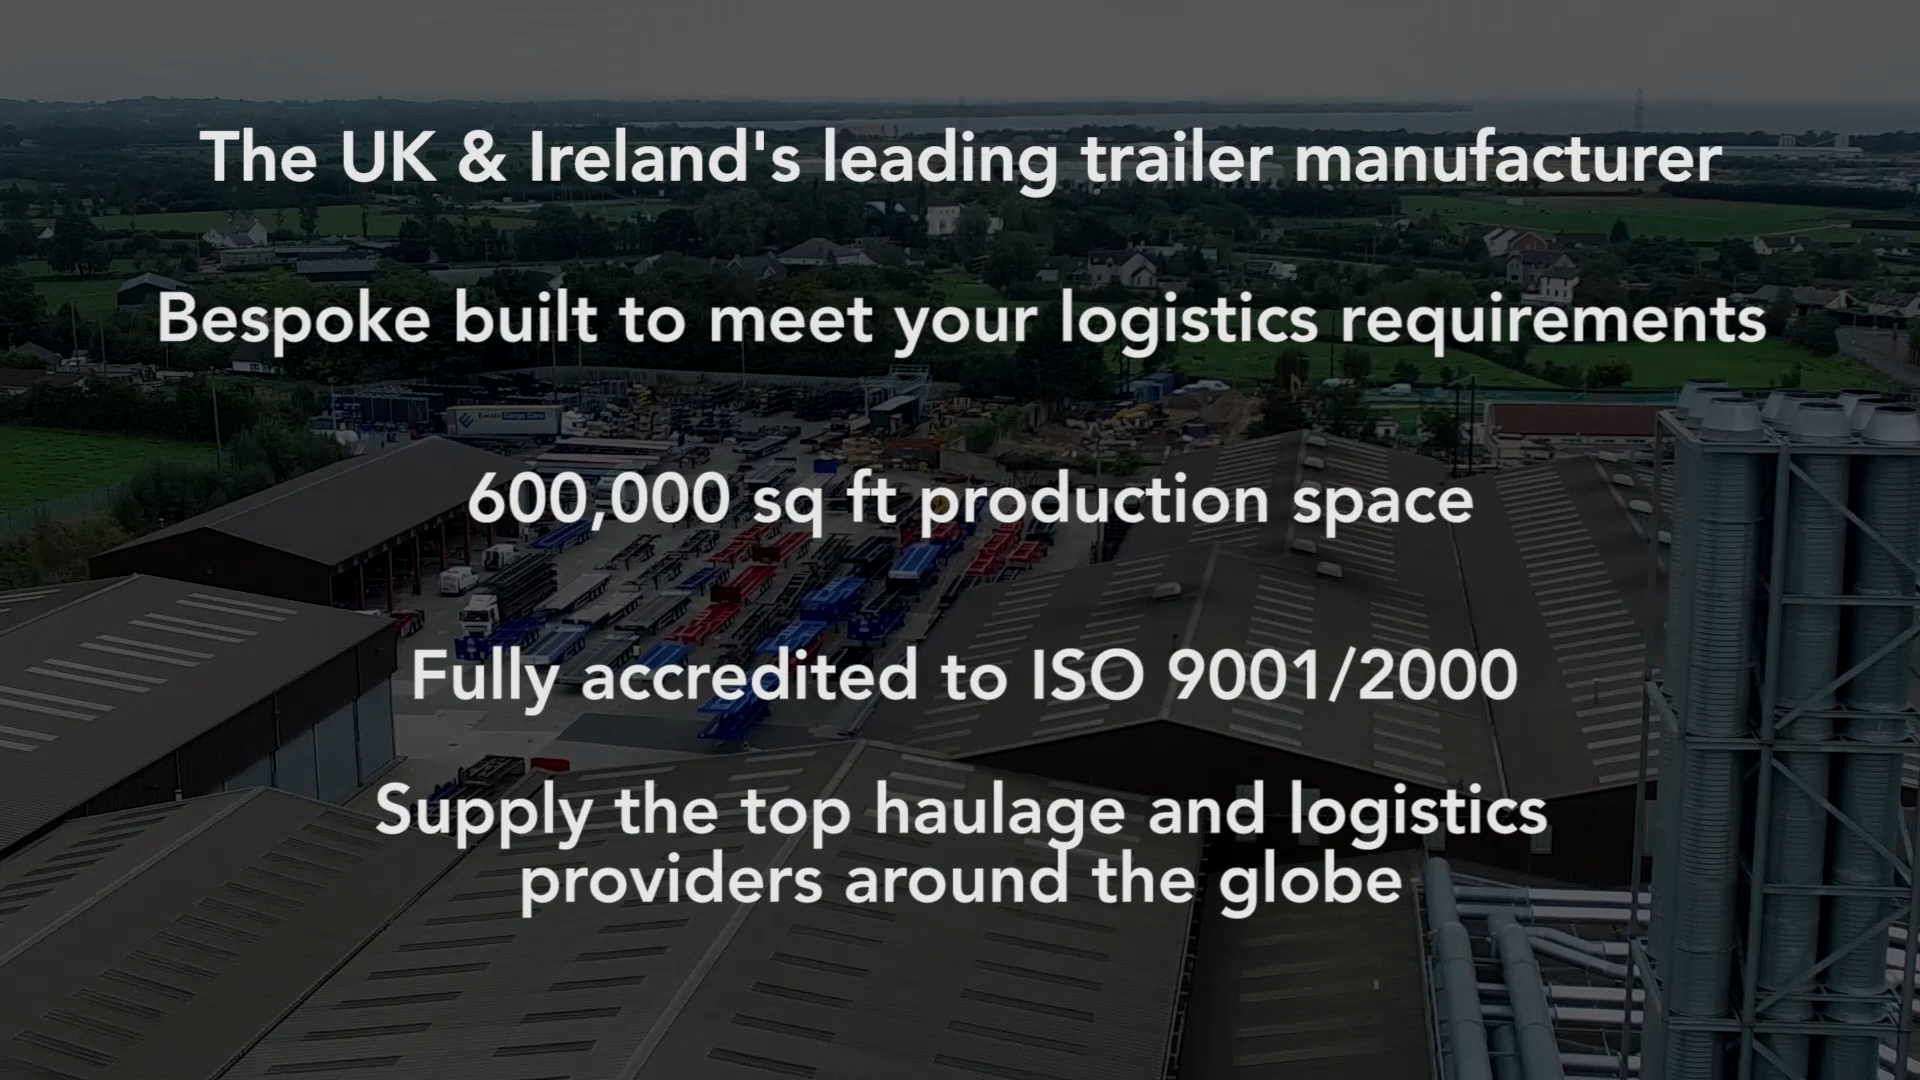 The UK & Ireland's leading trailer manufacturer
Bespoke built to meet your logistics requirements
600,000 sq ft production space
Fully accredited to ISO 9001/2000
Supply the top haulage and logistics
providers around the globe